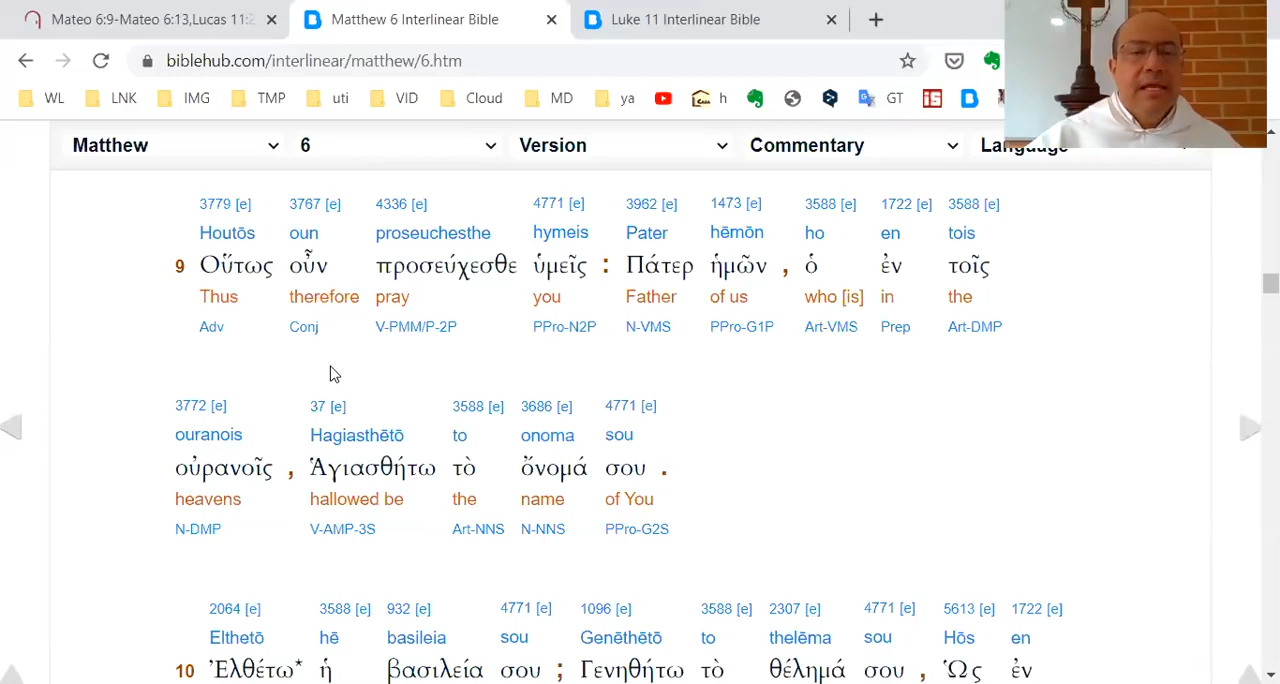 Mateo 6:9-Mateo 6:13,Lucas 11:2 Matthew 6 Interlinear Bible Luke 11 Interlinear Bible
biblehub.com/interlinear/matthew/6.htm
WL LNK IMG TMP uti VID Cloud MD ya h GT
Matthew 6 Version Commentary Language
3779 [e] 3767 [e] 4336 [e] 4771 [e] 3962 [e] 1473 [e] 3588 [e] 1722 [e] 3588 [e]
Houtōs oun proseuchesthe hymeis Pater hēmōn ho en tois
9 Οὕτως οὖν προσεύχεσθε ὑμεῖς : Πάτερ ἡμῶν , ὁ ἐν τοῖς
Thus therefore pray you Father of us who [is] in the
Adv Conj V-PMM/P-2P PPro-N2P N-VMS PPro-G1P Art-VMS Prep Art-DMP
3772 [e] 37 [e] 3588 [e] 3686 [e] 4771 [e]
ouranois Hagiasthētō to onoma sou
οὐρανοῖς , Ἁγιασθήτω τὸ ὄνομά σου .
heavens hallowed be the name of You
N-DMP V-AMP-3S Art-NNS N-NNS PPro-G2S
2064 [e] 3588 [e] 932 [e] 4771 [e] 1096 [e] 3588 [e] 2307 [e] 4771 [e] 5613 [e] 1722 [e]
Elthetō hē basileia sou Genēthētō to thelēma sou Hōs en
10 Ἐλθέτω* ἡ βασιλεία σου ; Γενηθήτω τὸ θέλημά σου , Ὡς ἐν